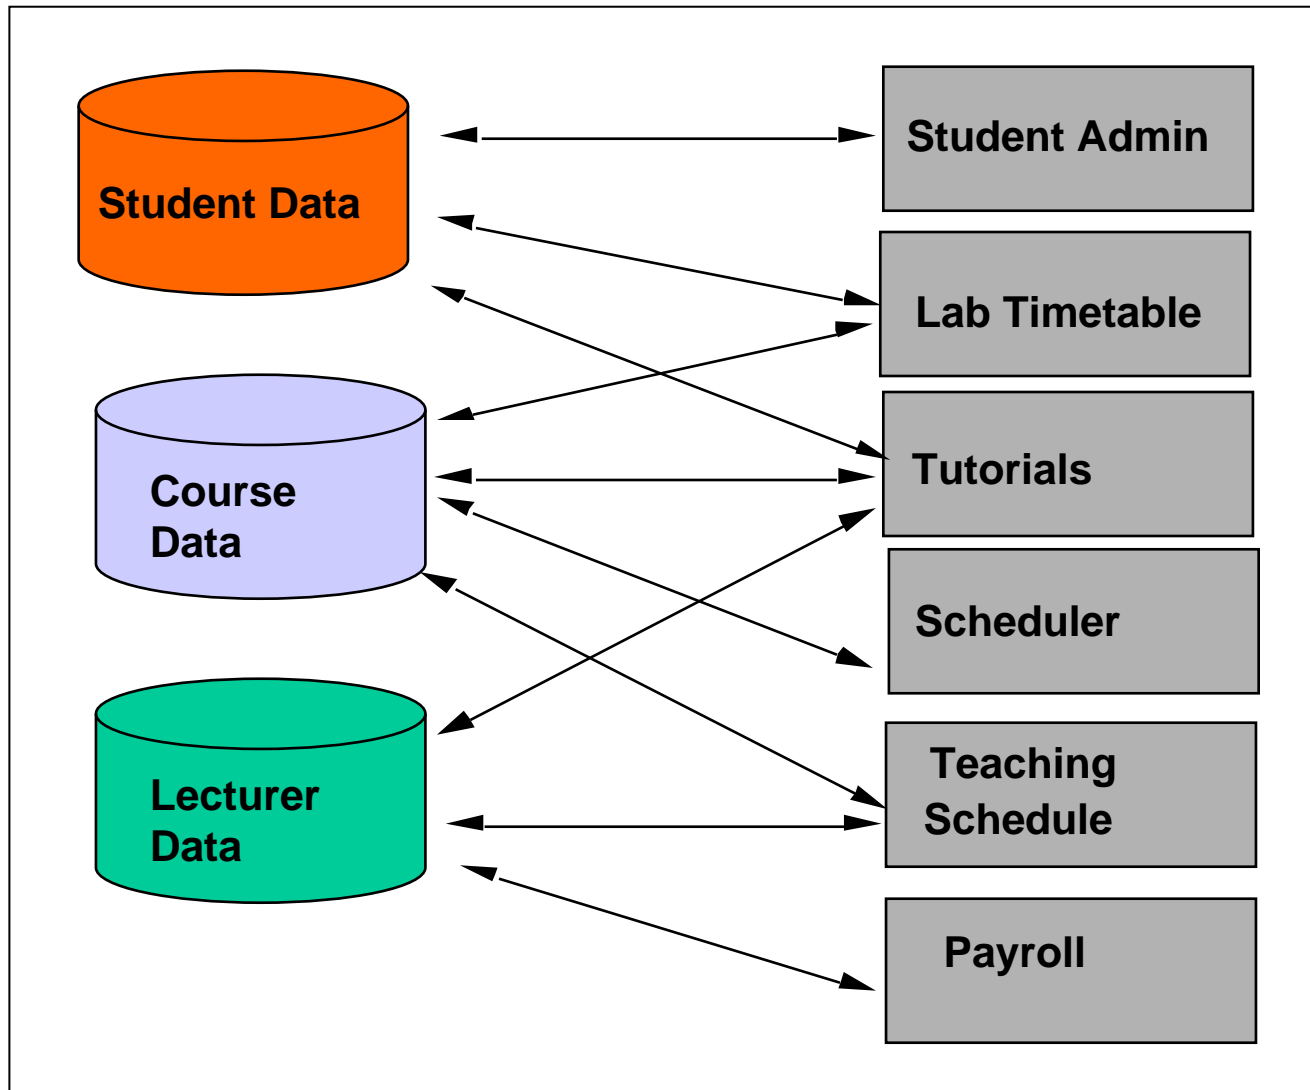 Student Data
Course
Data
Lecturer
Data
Student Admin
Lab Timetable
Tutorials
Scheduler
Teaching
Schedule
Payroll